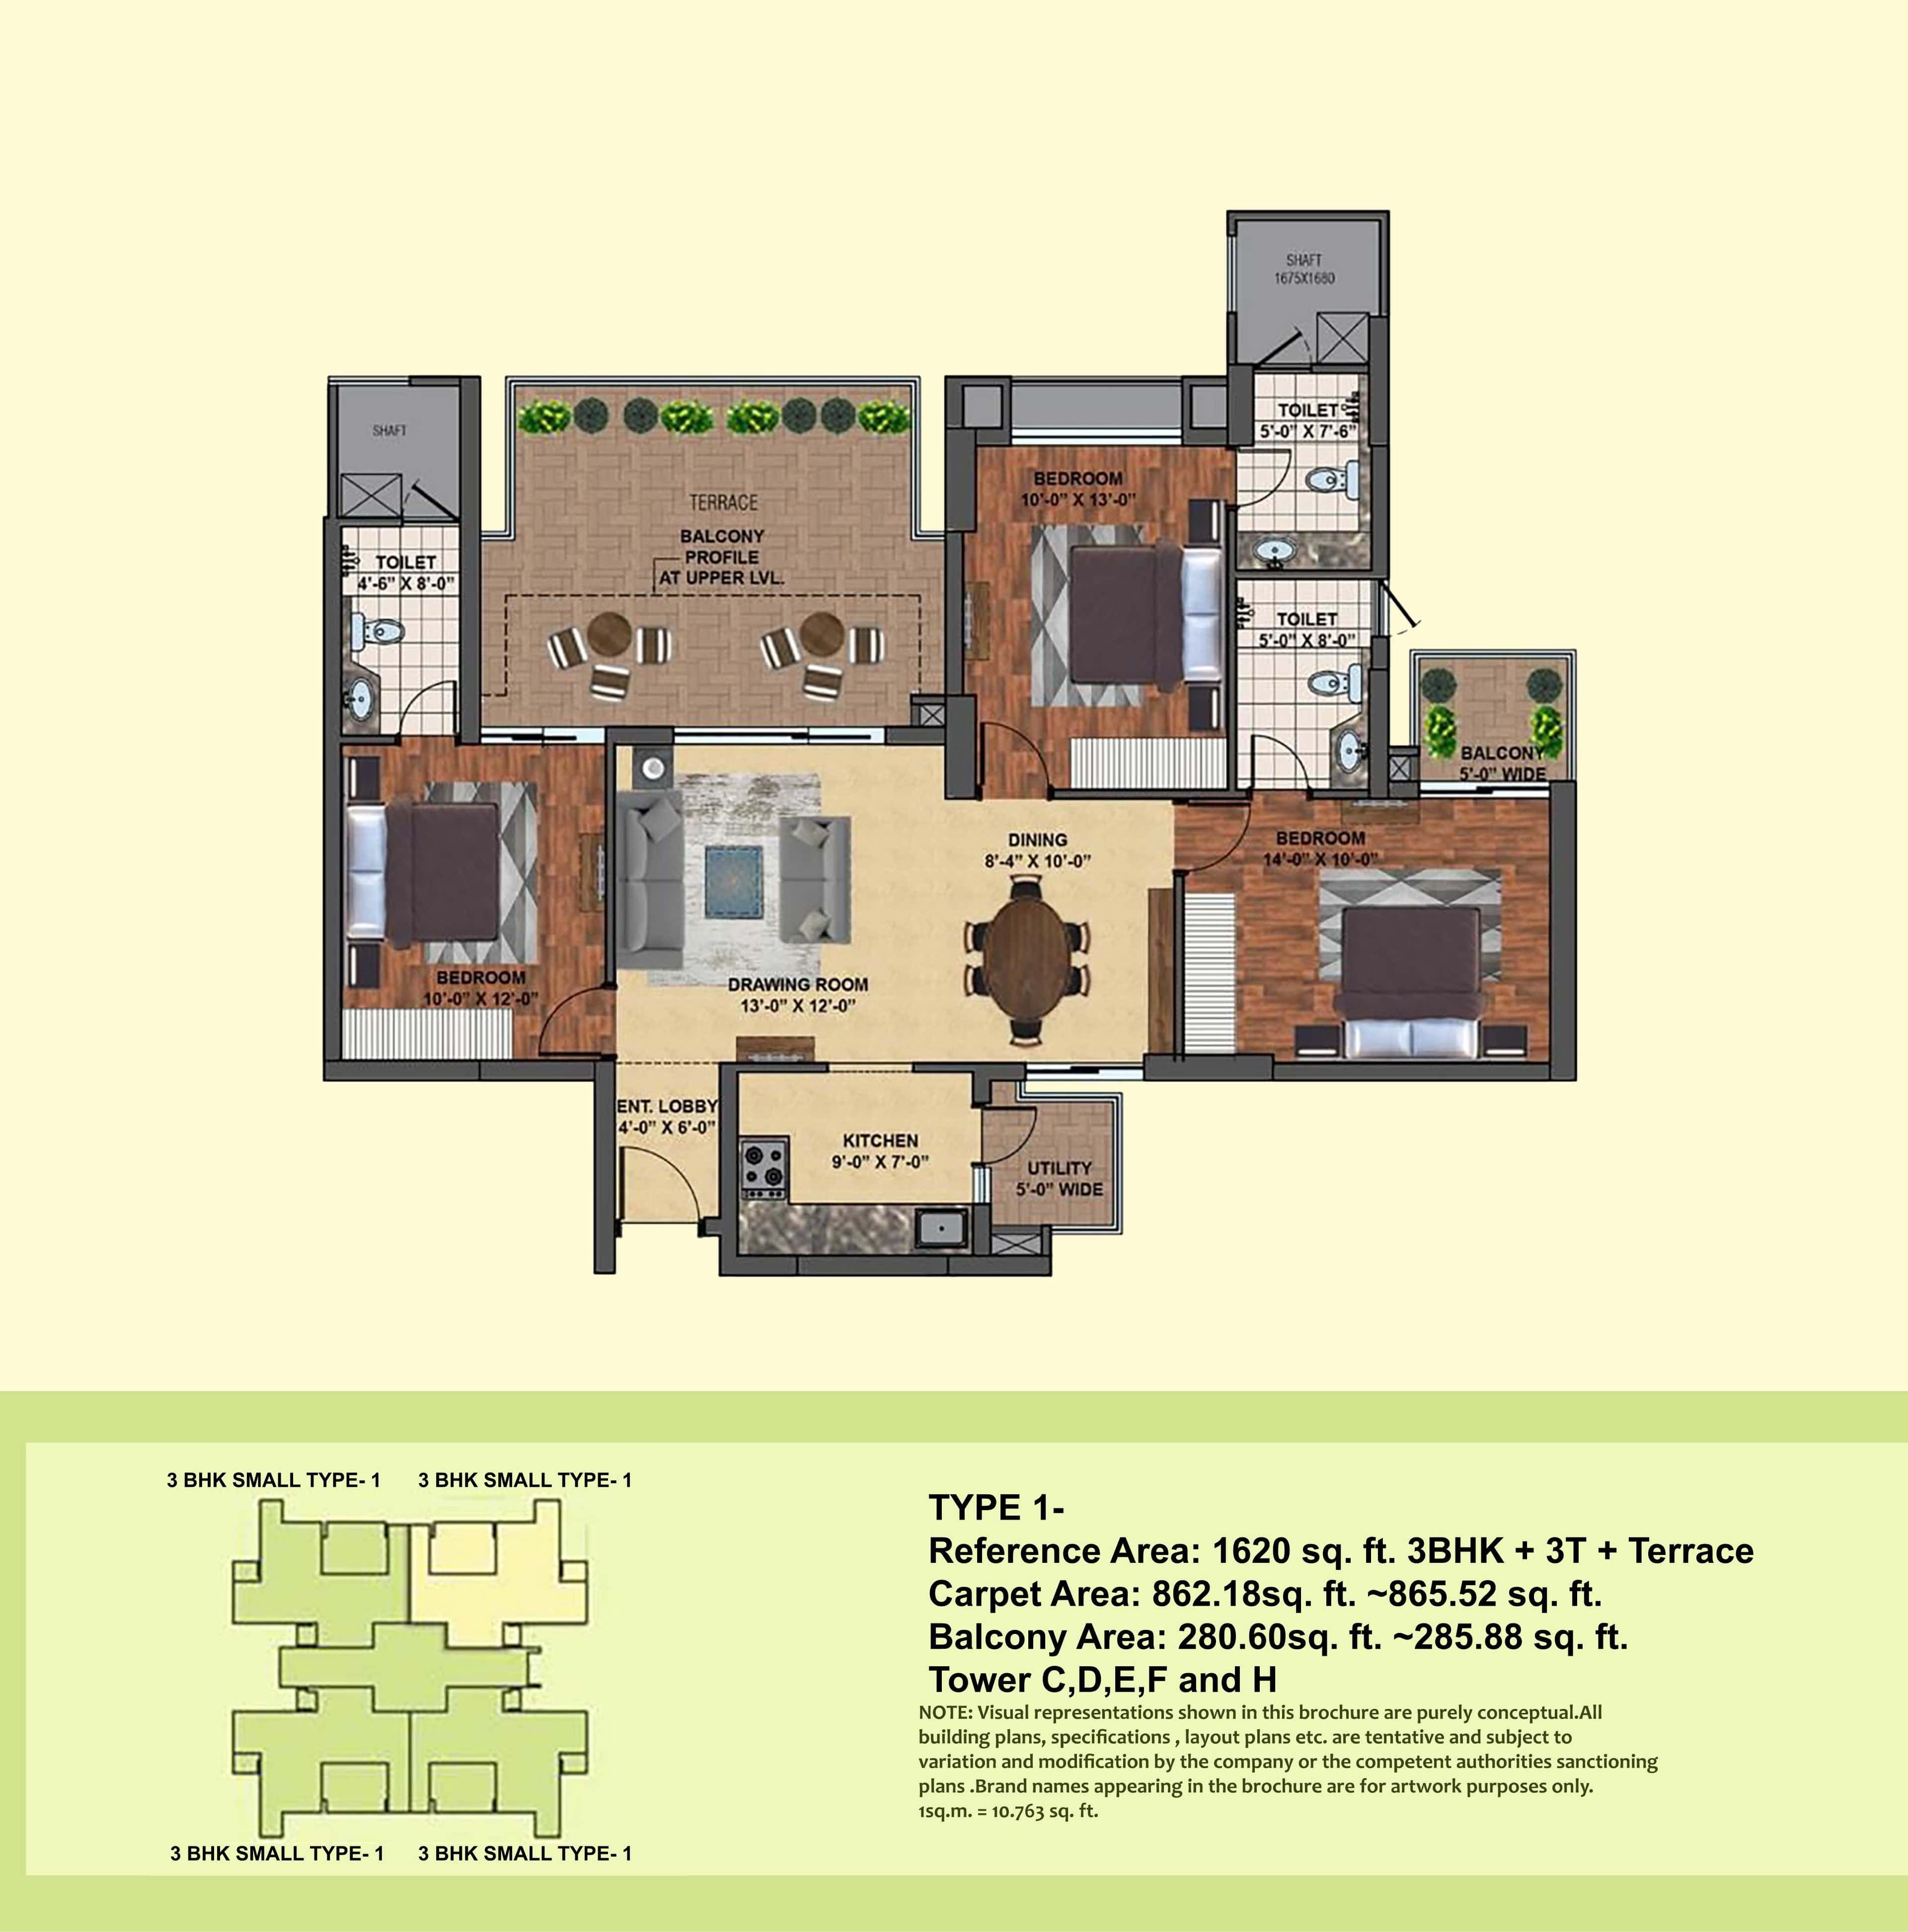 SHAFT
1675X1680
TOILET
5'-0" X 7'-6"
SHAFT
BEDROOM
10'-0" X 13'-0"
TERRACE
BALCONY
PROFILE
AT UPPER LVL.
TOILET
4'-6" X 8'-0"
TOILET
5'-0" X 8'-0"
BALCONY
5'-0" WIDE
DINING
8'-4" X 10'-0"
BEDROOM
14'-0" X 10'-0"
BEDROOM
10'-0" X 12'-0"
DRAWING ROOM
13'-0" X 12'-0"
ENT. LOBBY
4'-0" X 6'-0"
KITCHEN
9'-0" X 7'-0"
UTILITY
5'-0" WIDE
3 BHK SMALL TYPE- 1
3 BHK SMALL TYPE- 1
3 BHK SMALL TYPE- 1
3 BHK SMALL TYPE- 1
TYPE 1-
Reference Area: 1620 sq. ft. 3BHK + 3T + Terrace
Carpet Area: 862.18sq. ft. ~865.52 sq. ft.
Balcony Area: 280.60sq. ft. ~285.88 sq. ft.
Tower C,D,E,F and H
NOTE: Visual representations shown in this brochure are purely conceptual.All
building plans, specifications , layout plans etc. are tentative and subject to
variation and modification by the company or the competent authorities sanctioning
plans .Brand names appearing in the brochure are for artwork purposes only.
1sq.m. = 10.763 sq. ft.